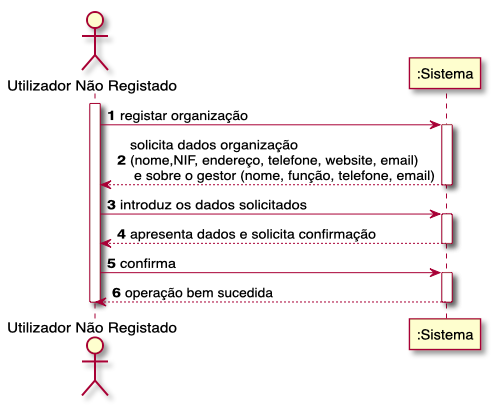 Utilizador Não Registado
:Sistema
1 registar organização
solicita dados organização
2 (nome,NIF, endereço, telefone, website, email)
e sobre o gestor (nome, função, telefone, email)
3 introduz os dados solicitados
4 apresenta dados e solicita confirmação
5 confirma
6 operação bem sucedida
Utilizador Não Registado
:Sistema